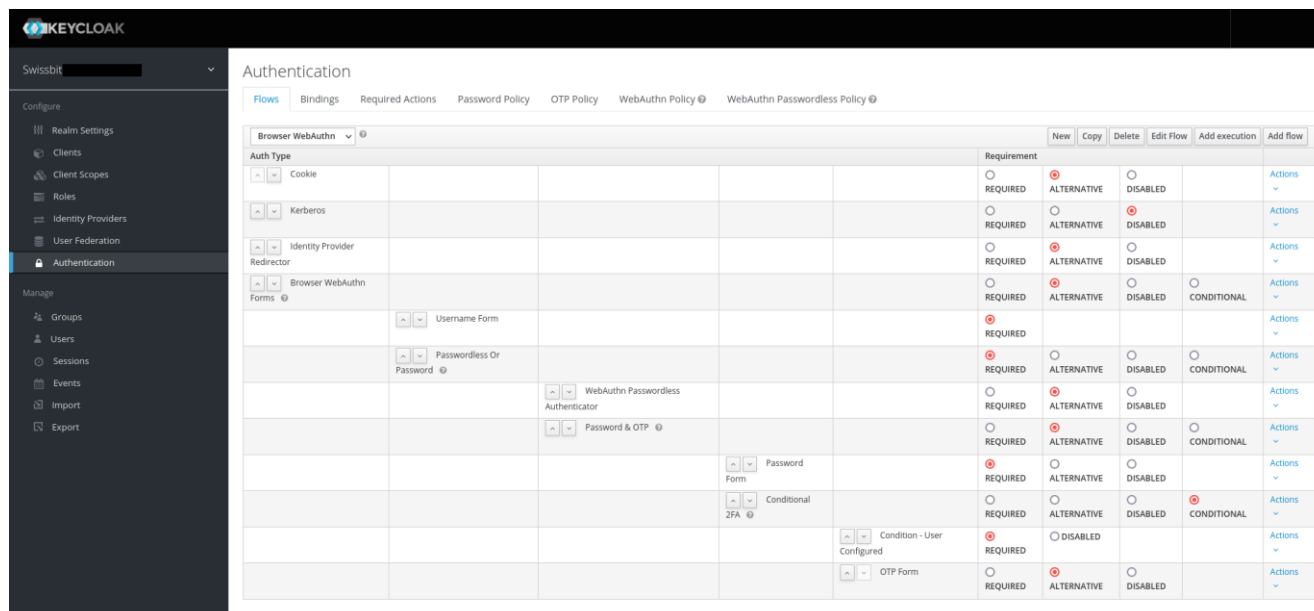 KEYCLOAK
Swissbit
Configure
Realm Settings
Clients
Client Scopes
Roles
Identity Providers
User Federation
Authentication
Manage
Groups
Users
Sessions
Events
Import
Export
Authentication
Flows Bindings Required Actions Password Policy OTP Policy WebAuthn Policy WebAuthn Passwordless Policy
Browser WebAuthn New Copy Delete Edit Flow Add execution Add flow
Auth Type Requirement
Cookie Actions
REQUIRED ALTERNATIVE DISABLED
Kerberos Actions
REQUIRED ALTERNATIVE DISABLED
Identity Provider Actions
Redirector REQUIRED ALTERNATIVE DISABLED
Browser WebAuthn Actions
Forms REQUIRED ALTERNATIVE DISABLED CONDITIONAL
Username Form Actions
REQUIRED
Passwordless Or Actions
Password REQUIRED ALTERNATIVE DISABLED CONDITIONAL
WebAuthn Passwordless Actions
Authenticator REQUIRED ALTERNATIVE DISABLED
Password & OTP Actions
REQUIRED ALTERNATIVE DISABLED CONDITIONAL
Password Actions
Form REQUIRED ALTERNATIVE DISABLED
Conditional Actions
2FA REQUIRED ALTERNATIVE DISABLED CONDITIONAL
Condition - User DISABLED Actions
Configured REQUIRED
OTP Form Actions
REQUIRED ALTERNATIVE DISABLED